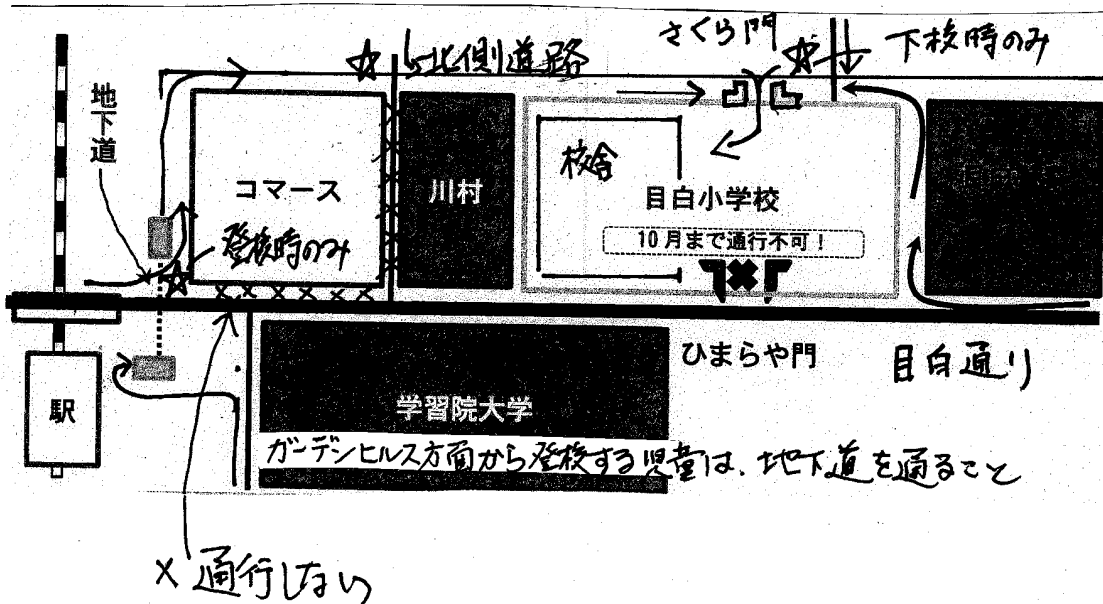 さくら門
下校時のみ
北側道路
地下道
コマース
川村
校舎
目白小学校
登校時のみ
10月まで通行不可！
ひまらや門
目白通り
駅
学習院大学
ガーデンヒルズ方面から登校する児童は、地下道を通ること
× 通行しない